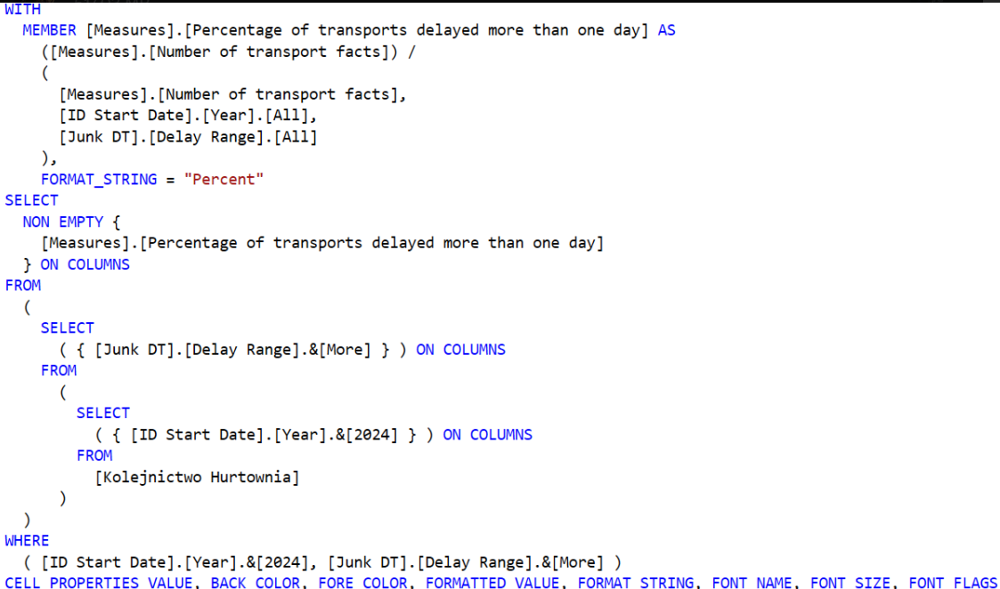 WITH
MEMBER [Measures].[Percentage of transports delayed more than one day] AS
([Measures].[Number of transport facts]) /
(
[Measures].[Number of transport facts],
[ID Start Date].[Year].[All],
[Junk DT].[Delay Range].[All]
),
FORMAT_STRING = "Percent"
SELECT
NON EMPTY {
[Measures].[Percentage of transports delayed more than one day]
} ON COLUMNS
FROM
(
SELECT
( { [Junk DT].[Delay Range].&[More] } ) ON COLUMNS
FROM
(
SELECT
( { [ID Start Date].[Year].&[2024] } ) ON COLUMNS
FROM
[Kolejnictwo Hurtownia]
)
)
WHERE
( [ID Start Date].[Year].&[2024], [Junk DT].[Delay Range].&[More] )
CELL PROPERTIES VALUE, BACK_COLOR, FORE_COLOR, FORMATTED_VALUE, FORMAT_STRING, FONT_NAME, FONT_SIZE, FONT_FLAGS